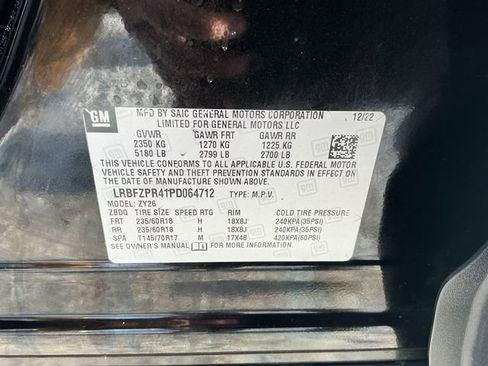 GM
MFD BY SAIC GENERAL MOTORS CORPORATION 12/22
LIMITED FOR GENERAL MOTORS LLC
GVWR GAWR FRT GAWR RR
2350 KG 1270 KG 1225 KG
5180 LB 2799 LB 2700 LB
THIS VEHICLE CONFORMS TO ALL APPLICABLE U.S. FEDERAL MOTOR
VEHICLE SAFETY AND THEFT PREVENTION STANDARDS IN EFFECT ON
THE DATE OF MANUFACTURE SHOWN ABOVE.
LRBFZPR41PD064712 TYPE: M.P.V.
MODEL: ZY26
ZBDQ TIRE SIZE SPEED RTG RIM COLD TIRE PRESSURE
FRT 235/60R18 H 18X8J 240KPA(35PSI)
RR 235/60R18 H 18X8J 240KPA(35PSI)
SPA T145/70R17 M 17X4B 420KPA(60PSI)
SEE OWNER'S MANUAL FOR ADDITIONAL INFORMATION.